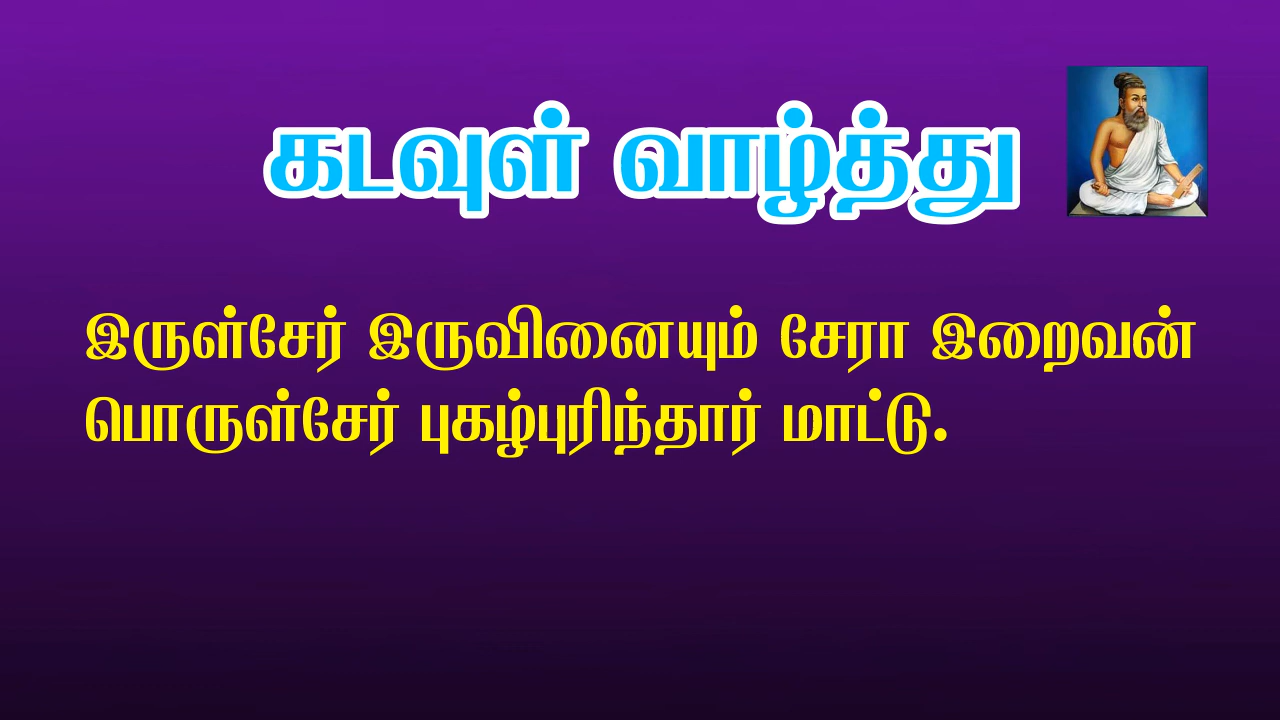 கடவுள் வாழ்த்து
இருள்சேர் இருவினையும் சேரா இறைவன்
பொருள்சேர் புகழ்புரிந்தார் மாட்டு.